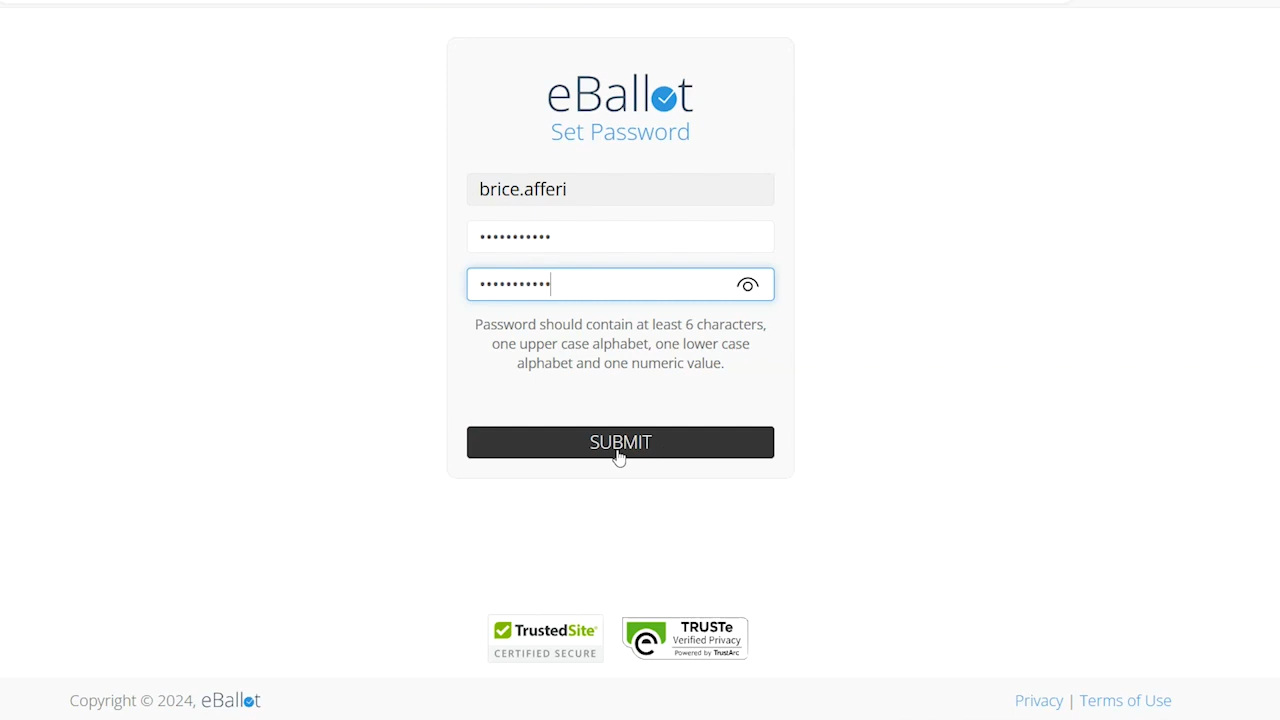 eBallot
Set Password
brice.afferi
•••••••••••
•••••••••••
Password should contain at least 6 characters,
one upper case alphabet, one lower case
alphabet and one numeric value.
SUBMIT
TrustedSite
CERTIFIED SECURE
TRUSTe
Verified Privacy
Powered by TrustArc
Copyright © 2024, eBallot
Privacy | Terms of Use